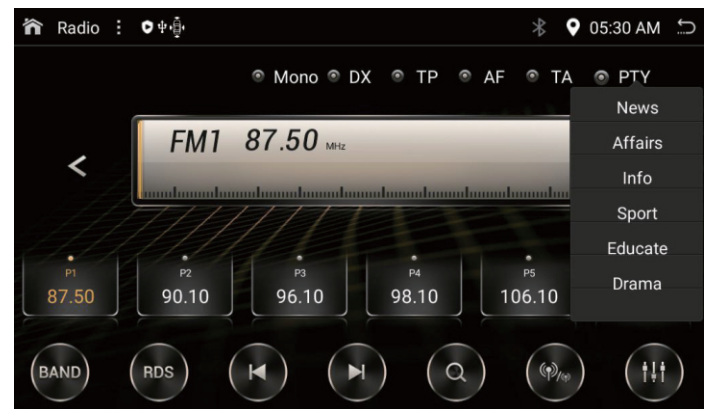 Radio 05:30 AM
Mono DX TP AF TA PTY
News
FM1 87.50 MHz
Affairs
Info
Sport
Educate
Drama
P1 P2 P3 P4 P5
87.50 90.10 96.10 98.10 106.10
BAND RDS